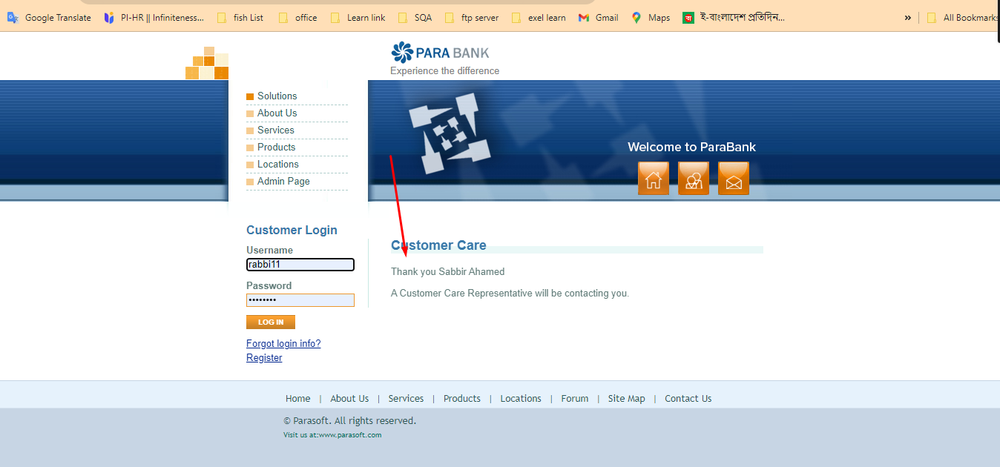 Google Translate PI-HR || Infiniteness... fish List office Learn link SQA ftp server exel learn Gmail Maps ই-বাংলাদেশ প্রতিদিন... » All Bookmarks
PARA BANK
Experience the difference
Solutions
About Us
Services
Products
Locations
Admin Page
Welcome to ParaBank
Customer Login
Username
rabbi11
Password
••••••••
LOG IN
Forgot login info?
Register
Customer Care
Thank you Sabbir Ahamed
A Customer Care Representative will be contacting you.
Home | About Us | Services | Products | Locations | Forum | Site Map | Contact Us
© Parasoft. All rights reserved.
Visit us at:www.parasoft.com